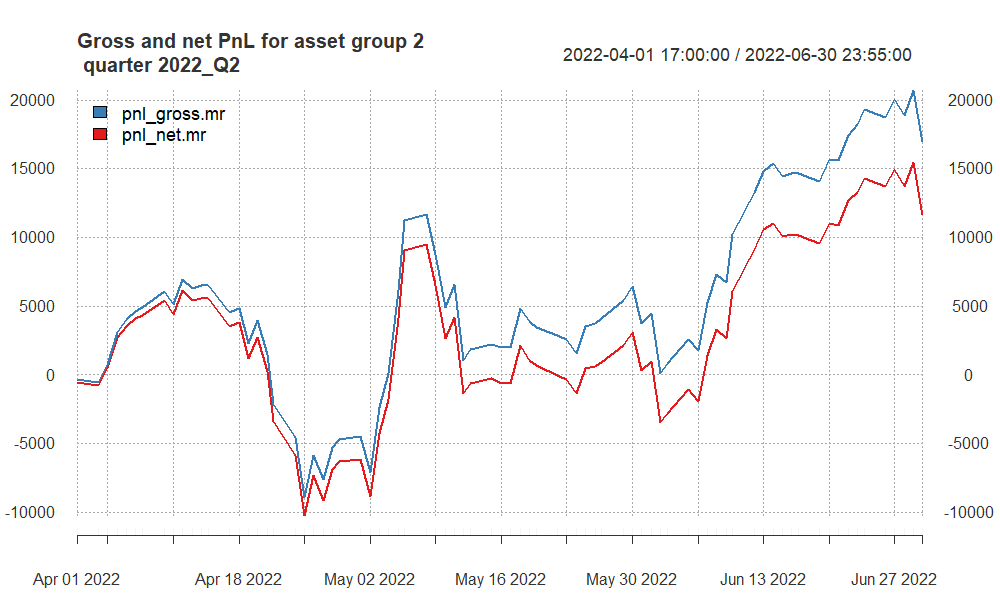 Gross and net PnL for asset group 2
quarter 2022_Q2
2022-04-01 17:00:00 / 2022-06-30 23:55:00
pnl_gross.mr
pnl_net.mr
20000 20000
15000 15000
10000 10000
5000 5000
0 0
-5000 -5000
-10000 -10000
Apr 01 2022 Apr 18 2022 May 02 2022 May 16 2022 May 30 2022 Jun 13 2022 Jun 27 2022